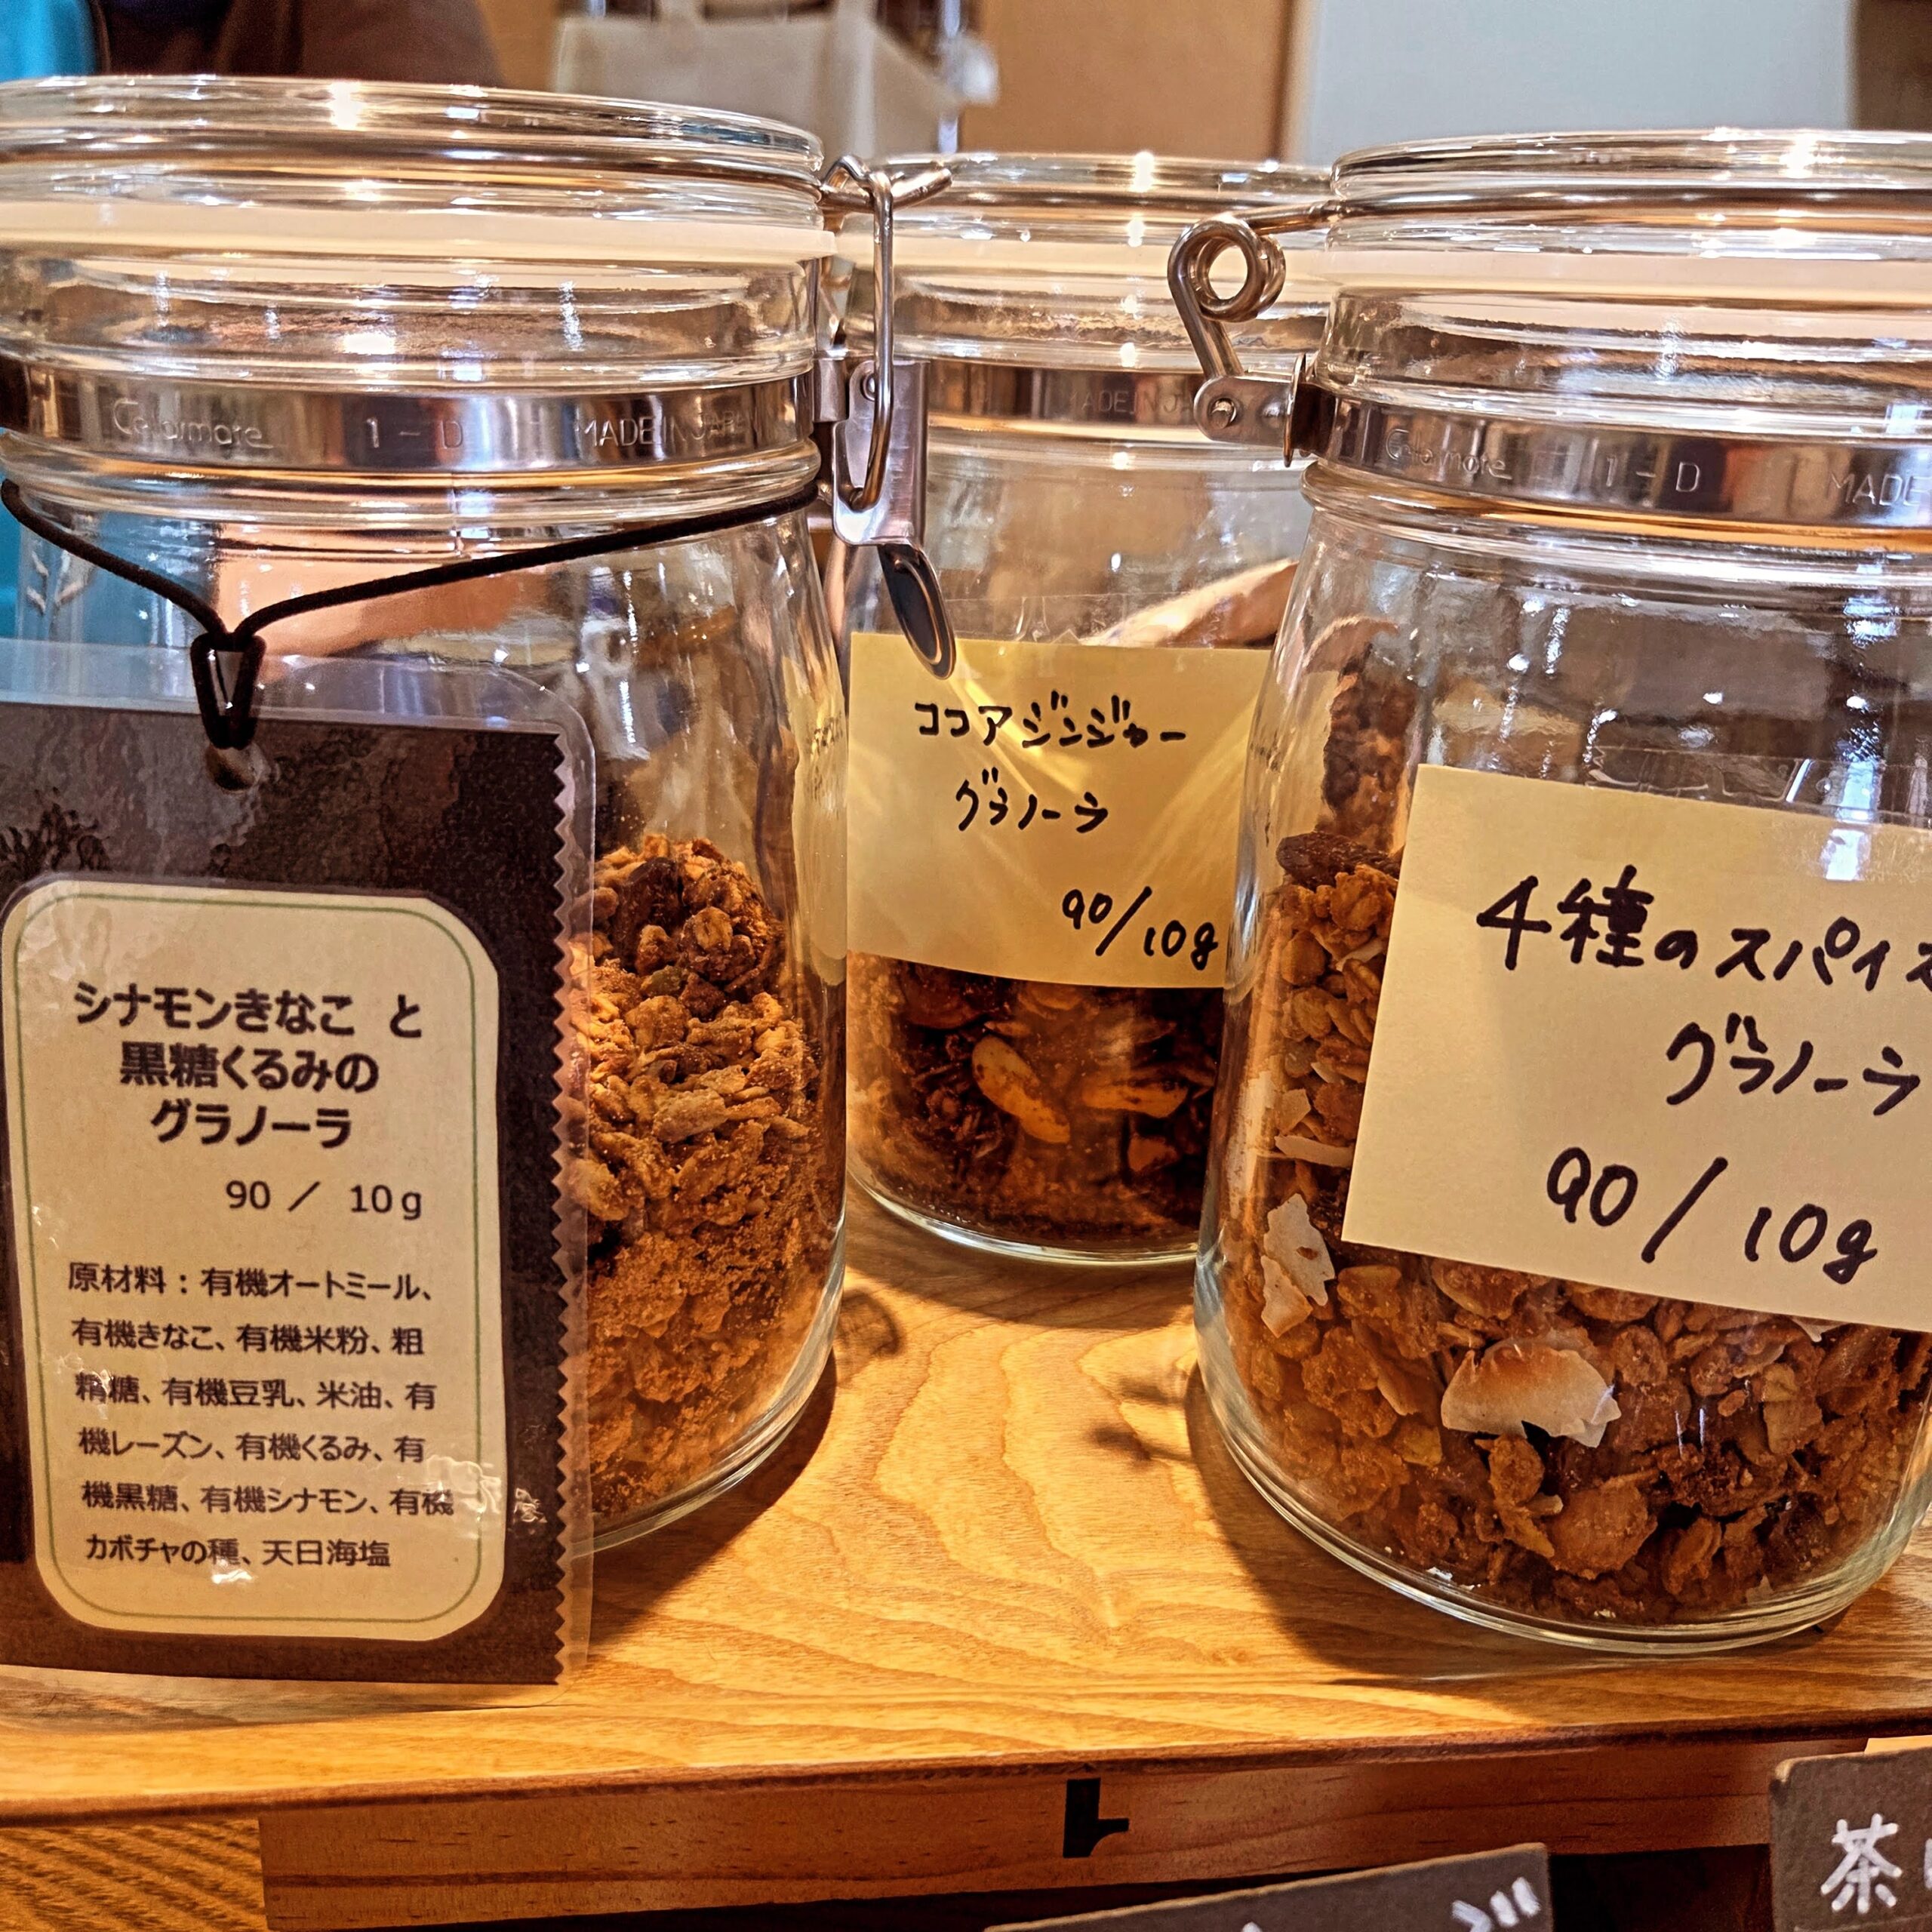 Cellarmate 1-D MADE IN JAPAN
シナモンきなこ と
黒糖くるみの
グラノーラ
90 ／ 10g
原材料：有機オートミール、
有機きなこ、有機米粉、粗
精糖、有機豆乳、米油、有
機レーズン、有機くるみ、有
機黒糖、有機シナモン、有機
カボチャの種、天日海塩
MADE IN JA
ココアジンジャー
グラノーラ
90/10g
Cellarmate 1-D MADE
4種のスパイス
グラノーラ
90/10g
茶